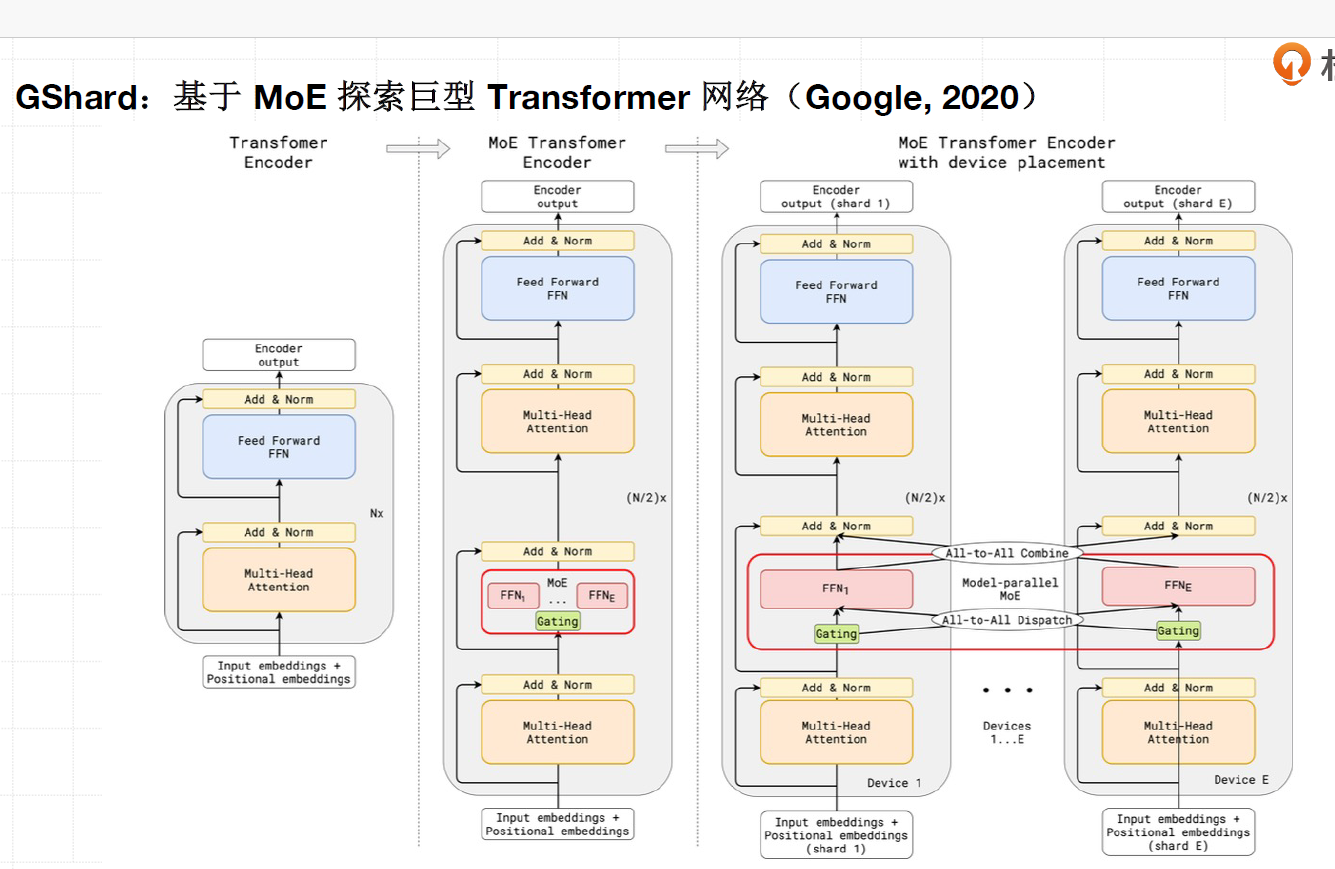 GShard：基于 MoE 探索巨型 Transformer 网络（Google, 2020）
Transfomer
Encoder
Encoder
output
Add & Norm
Feed Forward
FFN
Nx
Add & Norm
Multi-Head
Attention
Input embeddings +
Positional embeddings
MoE Transfomer
Encoder
Encoder
output
Add & Norm
Feed Forward
FFN
Add & Norm
Multi-Head
Attention
(N/2)x
Add & Norm
MoE
FFN1 ... FFNE
Gating
Add & Norm
Multi-Head
Attention
Input embeddings +
Positional embeddings
MoE Transfomer Encoder
with device placement
Encoder
output (shard 1)
Add & Norm
Feed Forward
FFN
Add & Norm
Multi-Head
Attention
(N/2)x
Add & Norm
FFN1
Gating
Add & Norm
Multi-Head
Attention
Device 1
Input embeddings +
Positional embeddings
(shard 1)
All-to-All Combine
Model-parallel
MoE
All-to-All Dispatch
Devices
1...E
Encoder
output (shard E)
Add & Norm
Feed Forward
FFN
Add & Norm
Multi-Head
Attention
(N/2)x
Add & Norm
FFNE
Gating
Add & Norm
Multi-Head
Attention
Device E
Input embeddings +
Positional embeddings
(shard E)